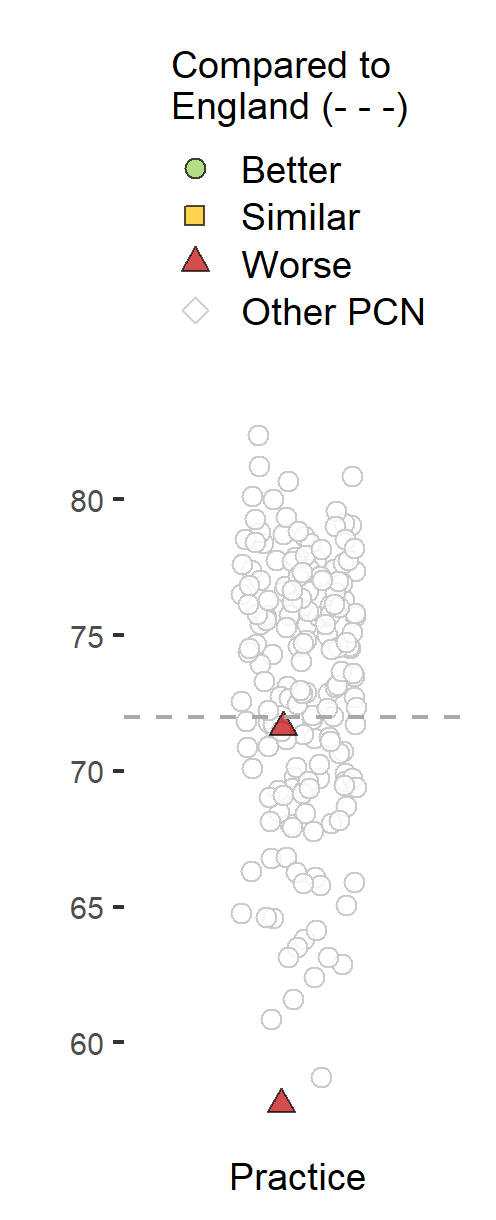 Compared to
England (- - -)
Better
Similar
Worse
Other PCN
80
75
70
65
60
Practice